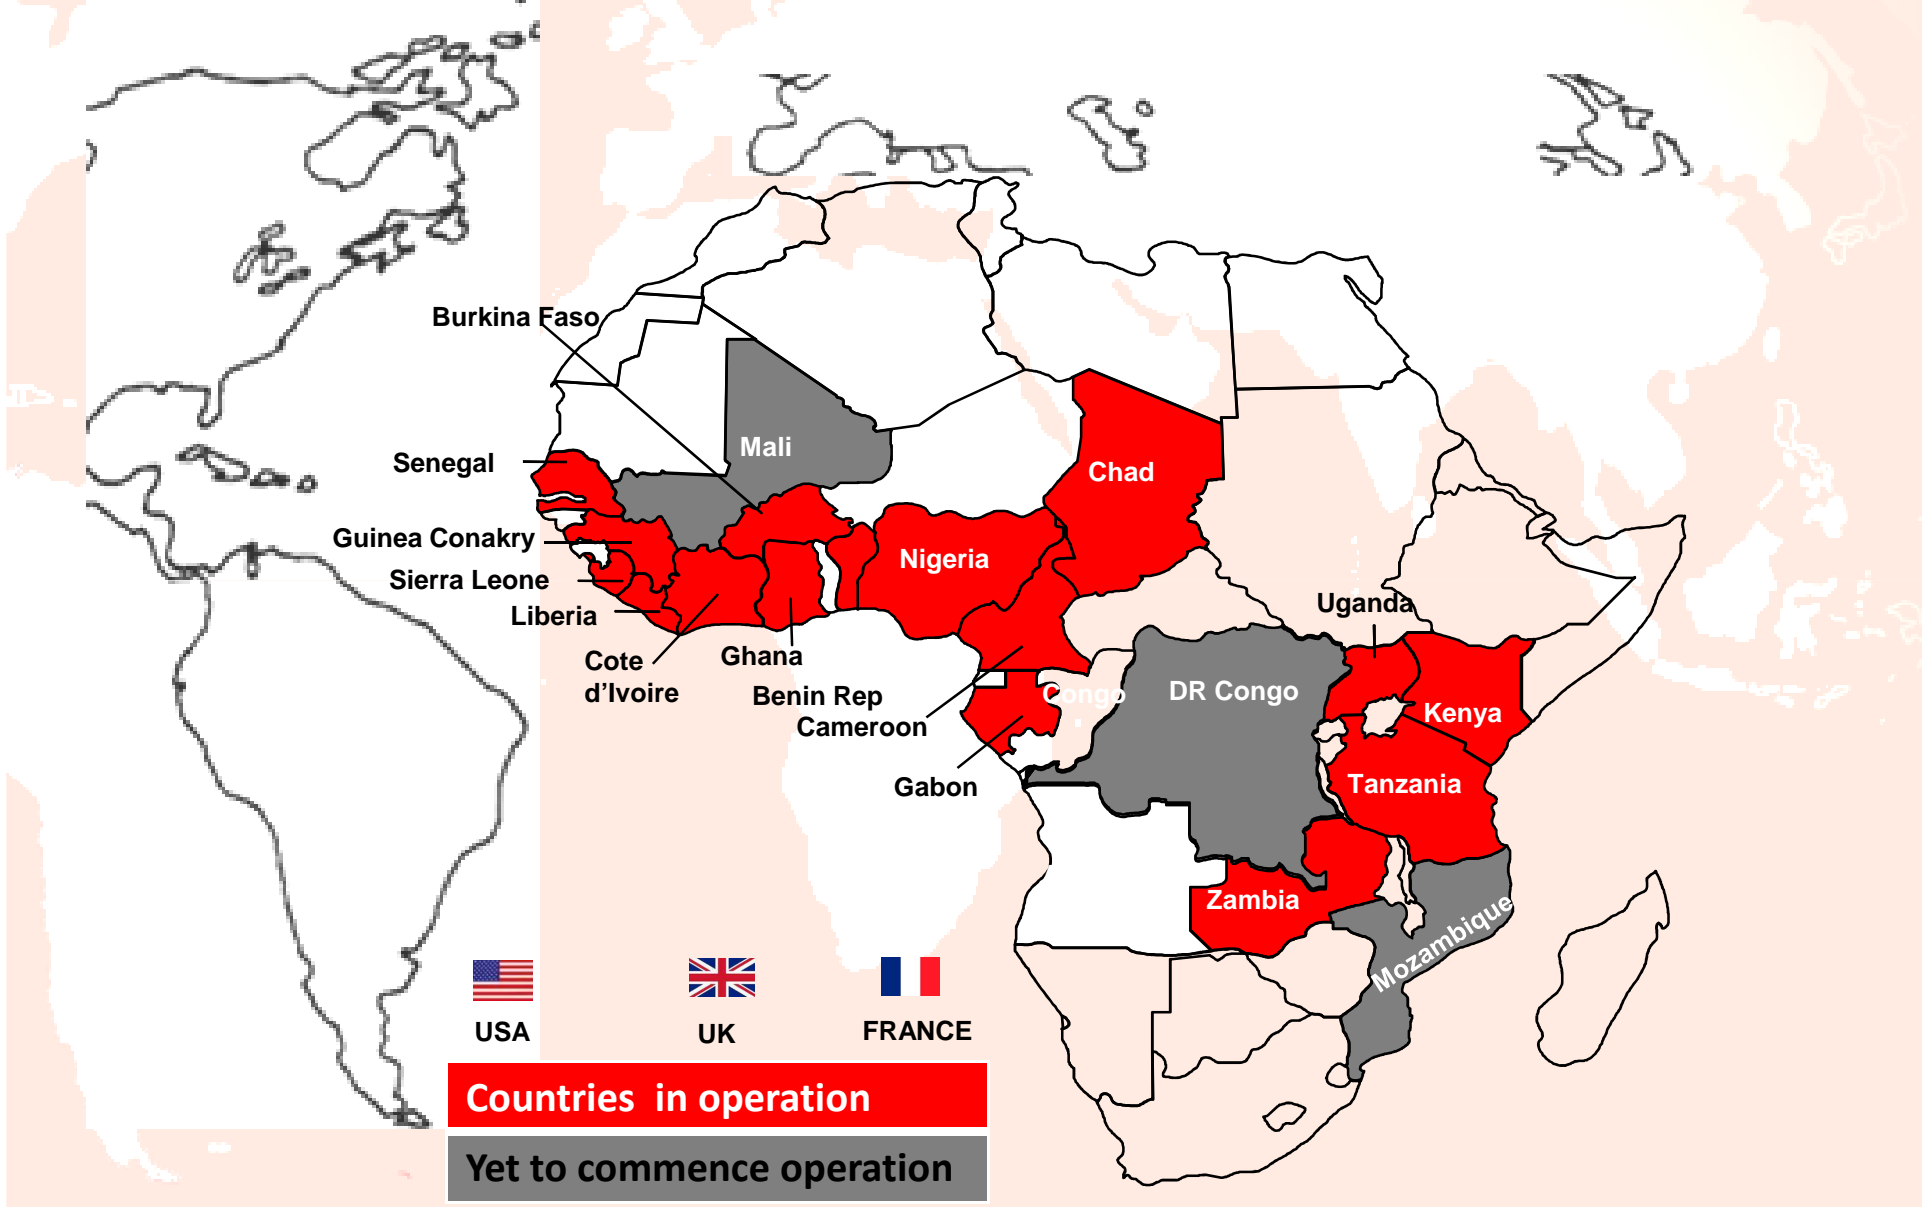 Burkina Faso
Mali
Senegal
Chad
Guinea Conakry
Nigeria
Sierra Leone
Liberia
Uganda
Cote
d'Ivoire
Ghana
Benin Rep
Congo
DR Congo
Cameroon
Kenya
Gabon
Tanzania
Zambia
Mozambique
USA
UK
FRANCE
Countries in operation
Yet to commence operation